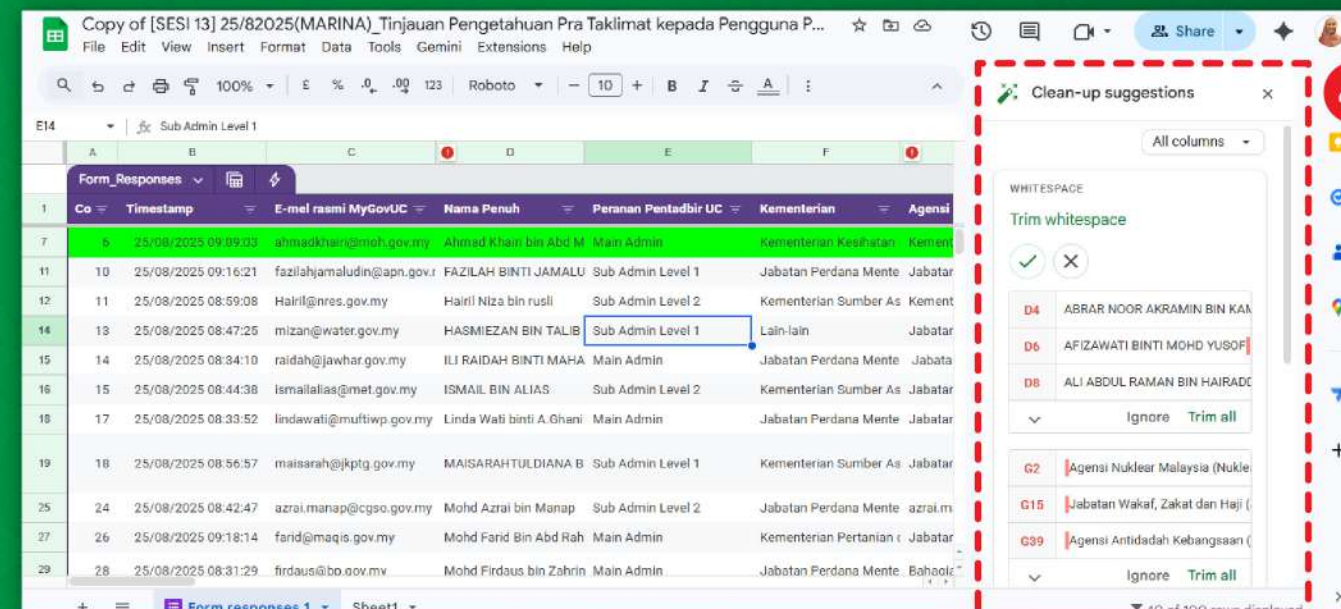 Copy of [SESI 13] 25/82025(MARINA)_Tinjauan Pengetahuan Pra Taklimat kepada Pengguna P...
Share
File Edit View Insert Format Data Tools Gemini Extensions Help
100% £ % .0 .00 123 Roboto - 10 + B I A
E14 fx Sub Admin Level 1
A B C D E F
Form_Responses
1 Co Timestamp E-mel rasmi MyGovUC Nama Penuh Peranan Pentadbir UC Kementerian Agensi
7 6 25/08/2025 09:09:03 ahmadkhairi@moh.gov.my Ahmad Khairi bin Abd M Main Admin Kementerian Kesihatan Kement
11 10 25/08/2025 09:16:21 fazilahjamaludin@apn.gov.r FAZILAH BINTI JAMALU Sub Admin Level 1 Jabatan Perdana Mente Jabatar
12 11 25/08/2025 08:59:08 Hairil@nres.gov.my Hairil Niza bin rusli Sub Admin Level 2 Kementerian Sumber As Kement
14 13 25/08/2025 08:47:25 mizan@water.gov.my HASMIEZAN BIN TALIB Sub Admin Level 1 Lain-lain Jabatar
15 14 25/08/2025 08:34:10 raidah@jawhar.gov.my ILI RAIDAH BINTI MAHA Main Admin Jabatan Perdana Mente Jabata
16 15 25/08/2025 08:44:38 ismailalias@met.gov.my ISMAIL BIN ALIAS Sub Admin Level 2 Kementerian Sumber As Jabatar
18 17 25/08/2025 08:33:52 lindawati@muftiwp.gov.my Linda Wati binti A.Ghani Main Admin Jabatan Perdana Mente Jabatar
19 18 25/08/2025 08:56:57 maisarah@jkptg.gov.my MAISARAHTULDIANA B Sub Admin Level 1 Kementerian Sumber As Jabatar
25 24 25/08/2025 08:42:47 azrai.manap@cgso.gov.my Mohd Azrai bin Manap Sub Admin Level 2 Jabatan Perdana Mente azrai.m
27 26 25/08/2025 09:18:14 farid@maqis.gov.my Mohd Farid Bin Abd Rah Main Admin Kementerian Pertanian Jabatar
29 28 25/08/2025 08:31:29 firdaus@bp.gov.my Mohd Firdaus bin Zahrin Main Admin Jabatan Perdana Mente Bahagia
+ Form responses 1 Sheet1
Clean-up suggestions
All columns
WHITESPACE
Trim whitespace
D4 ABRAR NOOR AKRAMIN BIN KAM
D6 AFIZAWATI BINTI MOHD YUSOF
D8 ALI ABDUL RAMAN BIN HAIRADD
Ignore Trim all
G2 Agensi Nuklear Malaysia (Nukle
G15 Jabatan Wakaf, Zakat dan Haji (
G39 Agensi Antidadah Kebangsaan (
Ignore Trim all
rows displayed